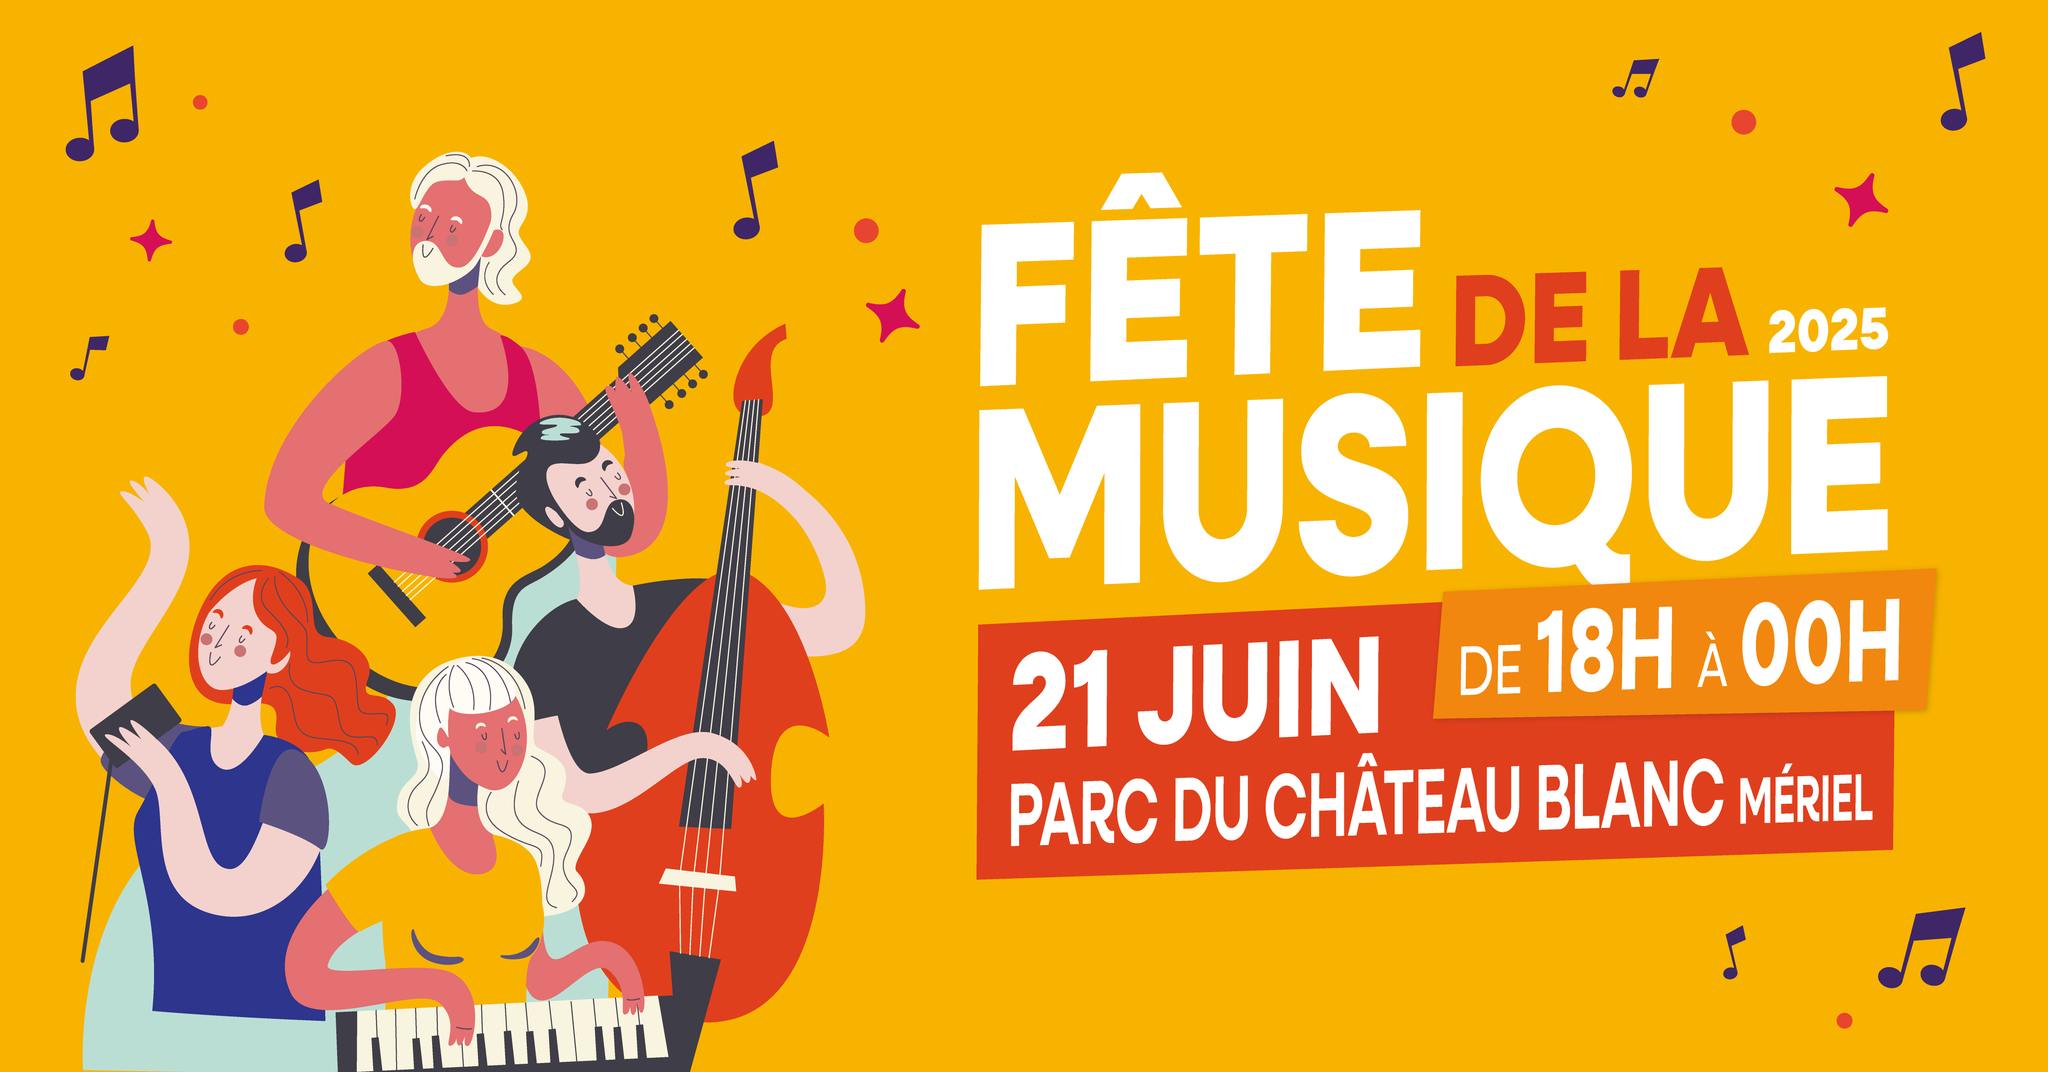 FÊTE DE LA 2025
MUSIQUE
21 JUIN DE 18H À 00H
PARC DU CHÂTEAU BLANC MÉRIEL